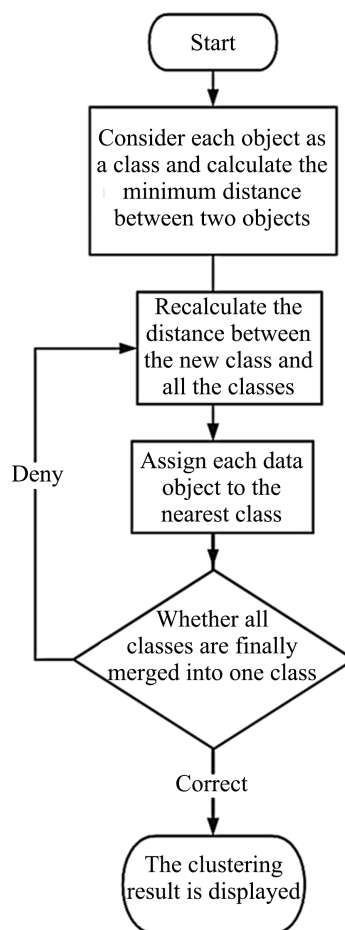 Start
Consider each object as
a class and calculate the
minimum distance
between two objects
Recalculate the
distance between
the new class and
all the classes
Deny
Assign each data
object to the
nearest class
Whether all
classes are finally
merged into one class
Correct
The clustering
result is displayed